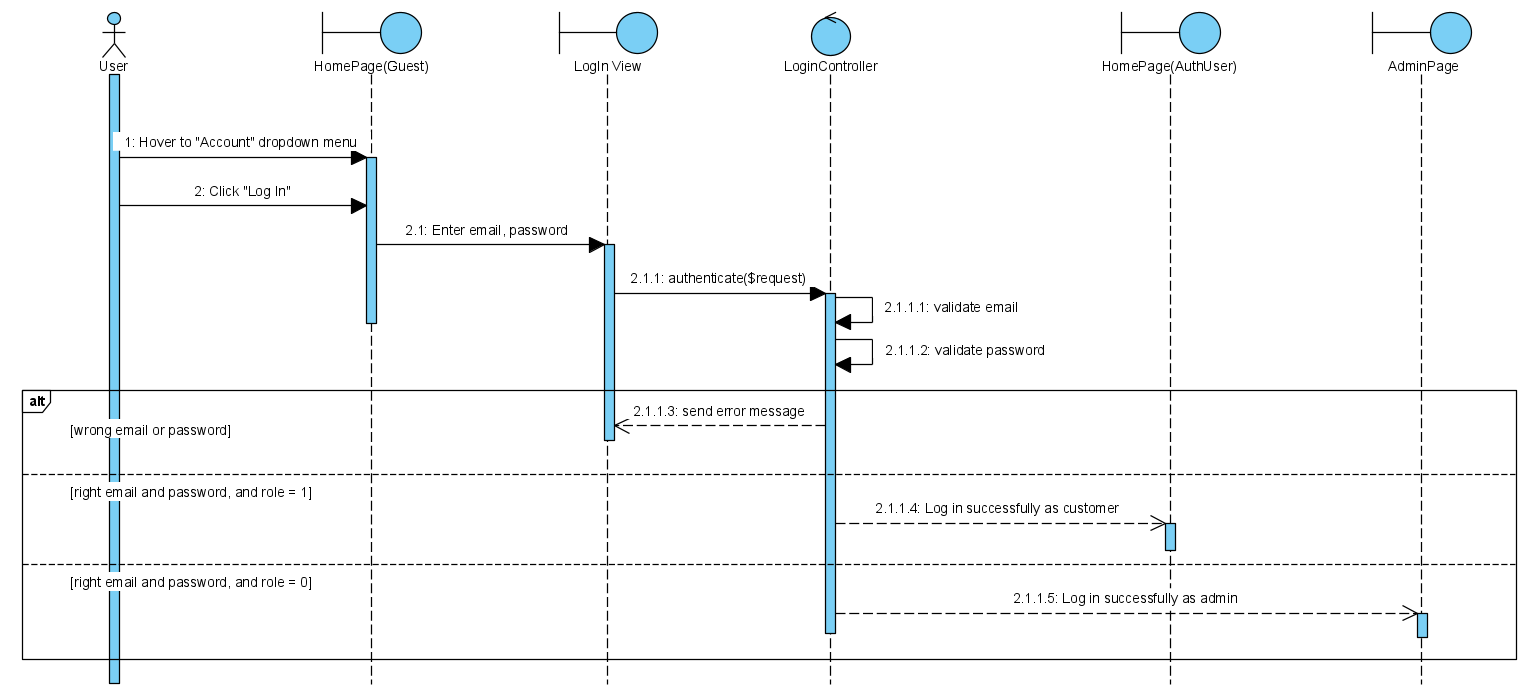 User
HomePage(Guest)
LogIn View
LoginController
HomePage(AuthUser)
AdminPage
1: Hover to "Account" dropdown menu
2: Click "Log In"
2.1: Enter email, password
2.1.1: authenticate($request)
2.1.1.1: validate email
2.1.1.2: validate password
alt
2.1.1.3: send error message
[wrong email or password]
[right email and password, and role = 1]
2.1.1.4: Log in successfully as customer
[right email and password, and role = 0]
2.1.1.5: Log in successfully as admin